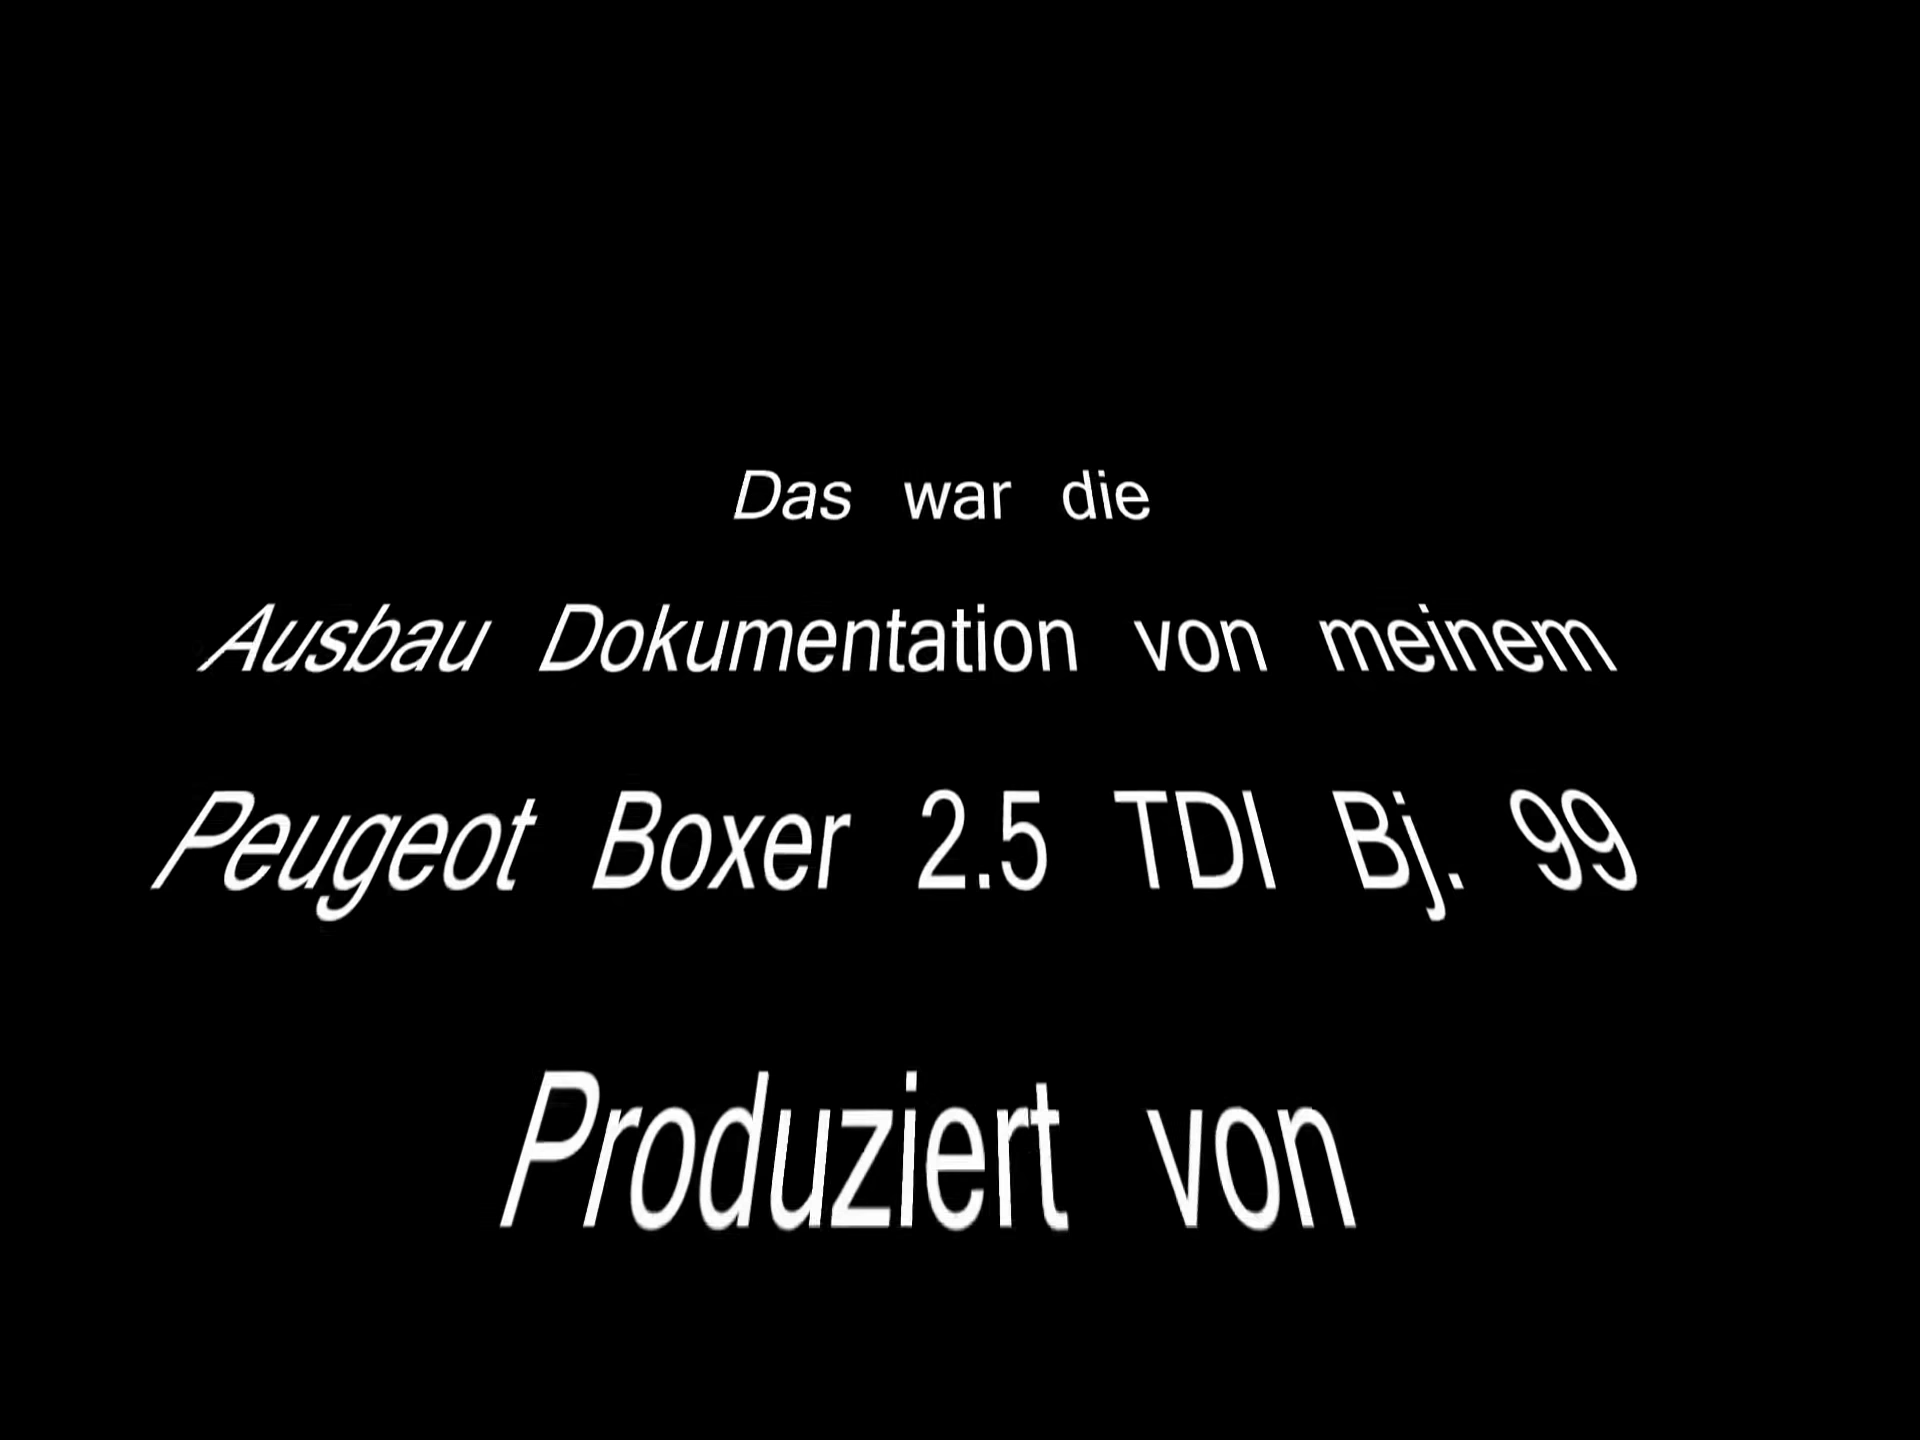 Das war die
Ausbau Dokumentation von meinem
Peugeot Boxer 2.5 TDI Bj. 99
Produziert von